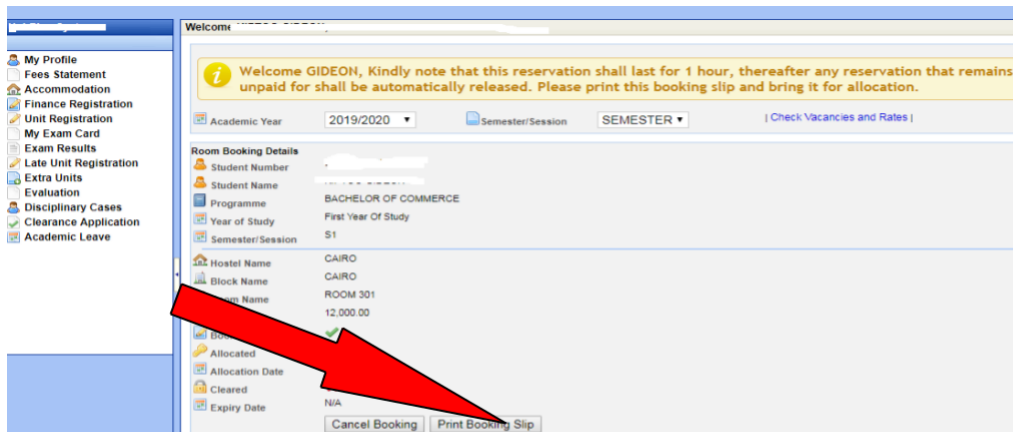 Welcome
My Profile
Fees Statement
Accommodation
Finance Registration
Unit Registration
My Exam Card
Exam Results
Late Unit Registration
Extra Units
Evaluation
Disciplinary Cases
Clearance Application
Academic Leave
Welcome GIDEON, Kindly note that this reservation shall last for 1 hour, thereafter any reservation that remains
unpaid for shall be automatically released. Please print this booking slip and bring it for allocation.
Academic Year 2019/2020 Semester/Session SEMESTER | Check Vacancies and Rates |
Room Booking Details
Student Number
Student Name
Programme BACHELOR OF COMMERCE
Year of Study First Year Of Study
Semester/Session S1
Hostel Name CAIRO
Block Name CAIRO
Name ROOM 301
12,000.00
Allocated
Allocation Date
Cleared
Expiry Date N/A
Cancel Booking Print Booking Slip